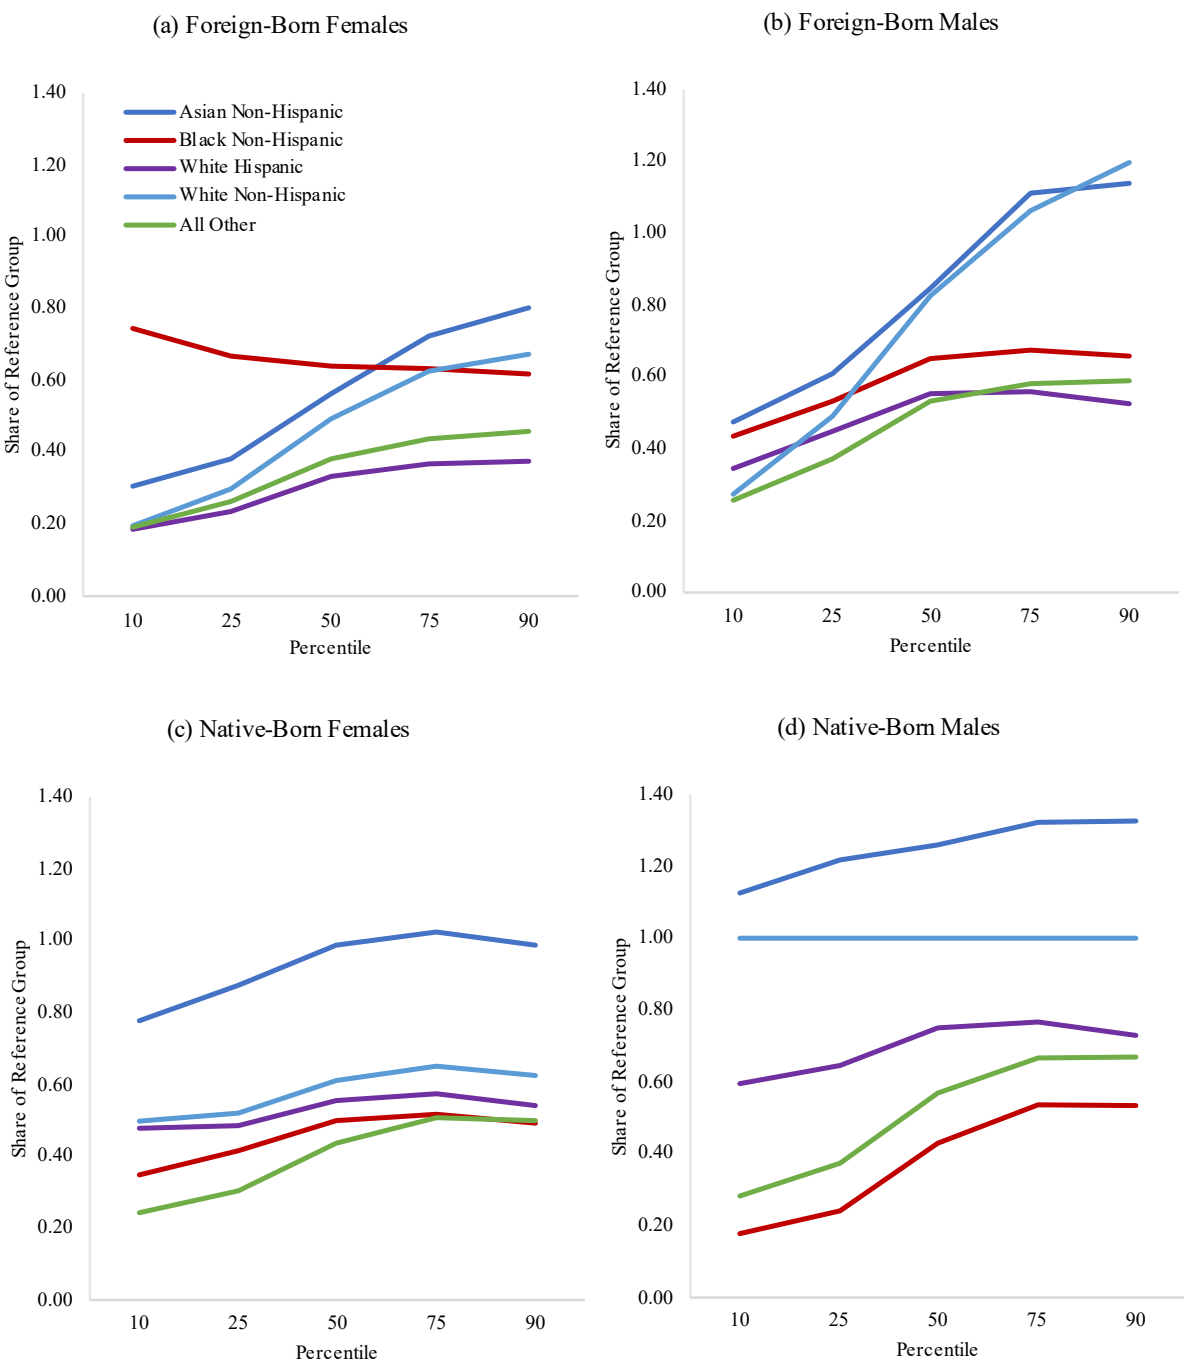 (a) Foreign-Born Females
1.40
1.20
1.00
0.80
0.60
0.40
0.20
0.00
Share of Reference Group
Asian Non-Hispanic
Black Non-Hispanic
White Hispanic
White Non-Hispanic
All Other
10 25 50 75 90
Percentile
(b) Foreign-Born Males
1.40
1.20
1.00
0.80
0.60
0.40
0.20
0.00
Share of Reference Group
10 25 50 75 90
Percentile
(c) Native-Born Females
1.40
1.20
1.00
0.80
0.60
0.40
0.20
0.00
Share of Reference Group
10 25 50 75 90
Percentile
(d) Native-Born Males
1.40
1.20
1.00
0.80
0.60
0.40
0.20
0.00
Share of Reference Group
10 25 50 75 90
Percentile